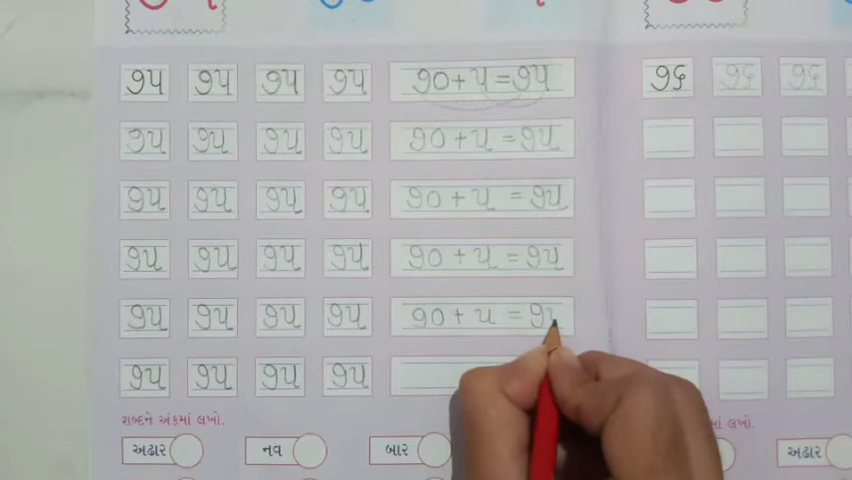 ૧૫ ૧૫ ૧૫ ૧૫ ૧૦+૫=૧૫ ૧૬ ૧૬ ૧૬
૧૫ ૧૫ ૧૫ ૧૫ ૧૦+૫=૧૫
૧૫ ૧૫ ૧૫ ૧૫ ૧૦+૫ =૧૫
૧૫ ૧૫ ૧૫ ૧૫ ૧૦+૫ =૧૫
૧૫ ૧૫ ૧૫ ૧૫ ૧૦+૫ =૧૫
૧૫ ૧૫ ૧૫ ૧૫
શબ્દને અંકમાં લખો. લખો.
અઢાર નવ બાર અઢાર